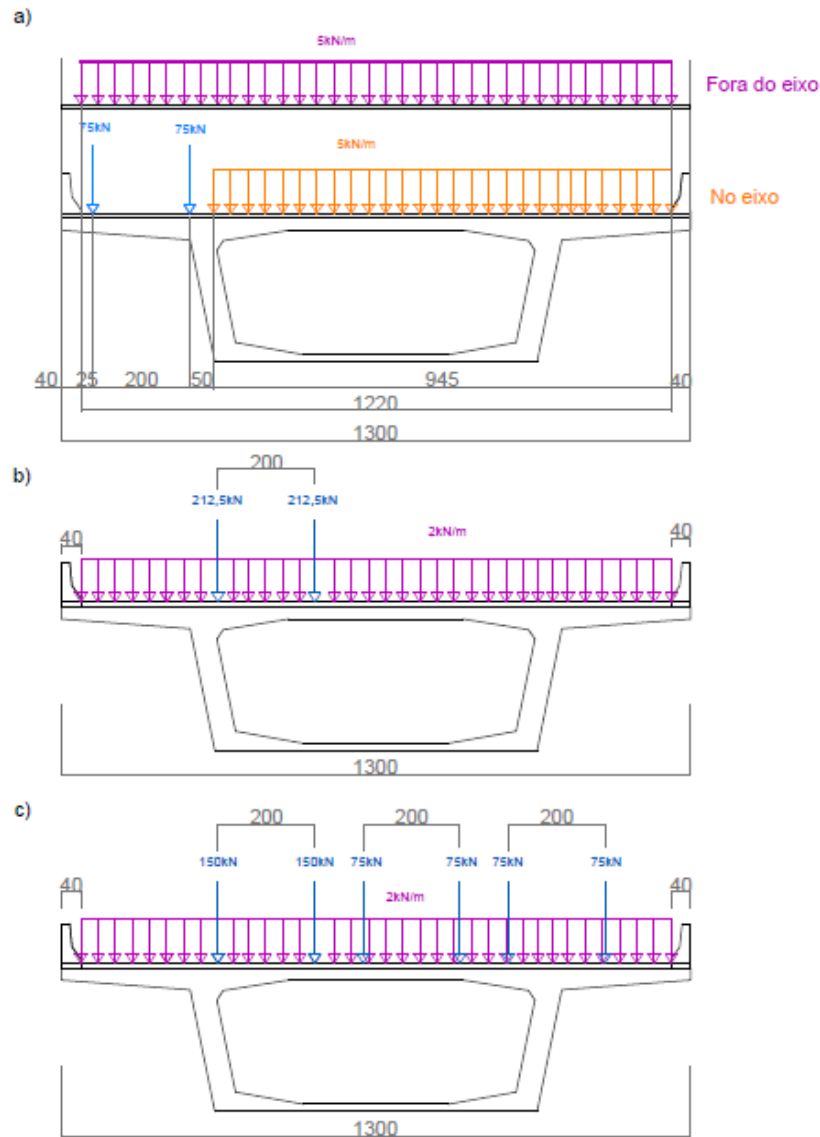 a)
5kN/m
Fora do eixo
75kN 75kN 5kN/m
No eixo
40 25 200 50 945 40
1220
1300
b)
200
212,5kN 212,5kN
40 2kN/m 40
1300
c)
200 200 200
150kN 150kN 75kN 75kN 75kN 75kN
40 2kN/m 40
1300